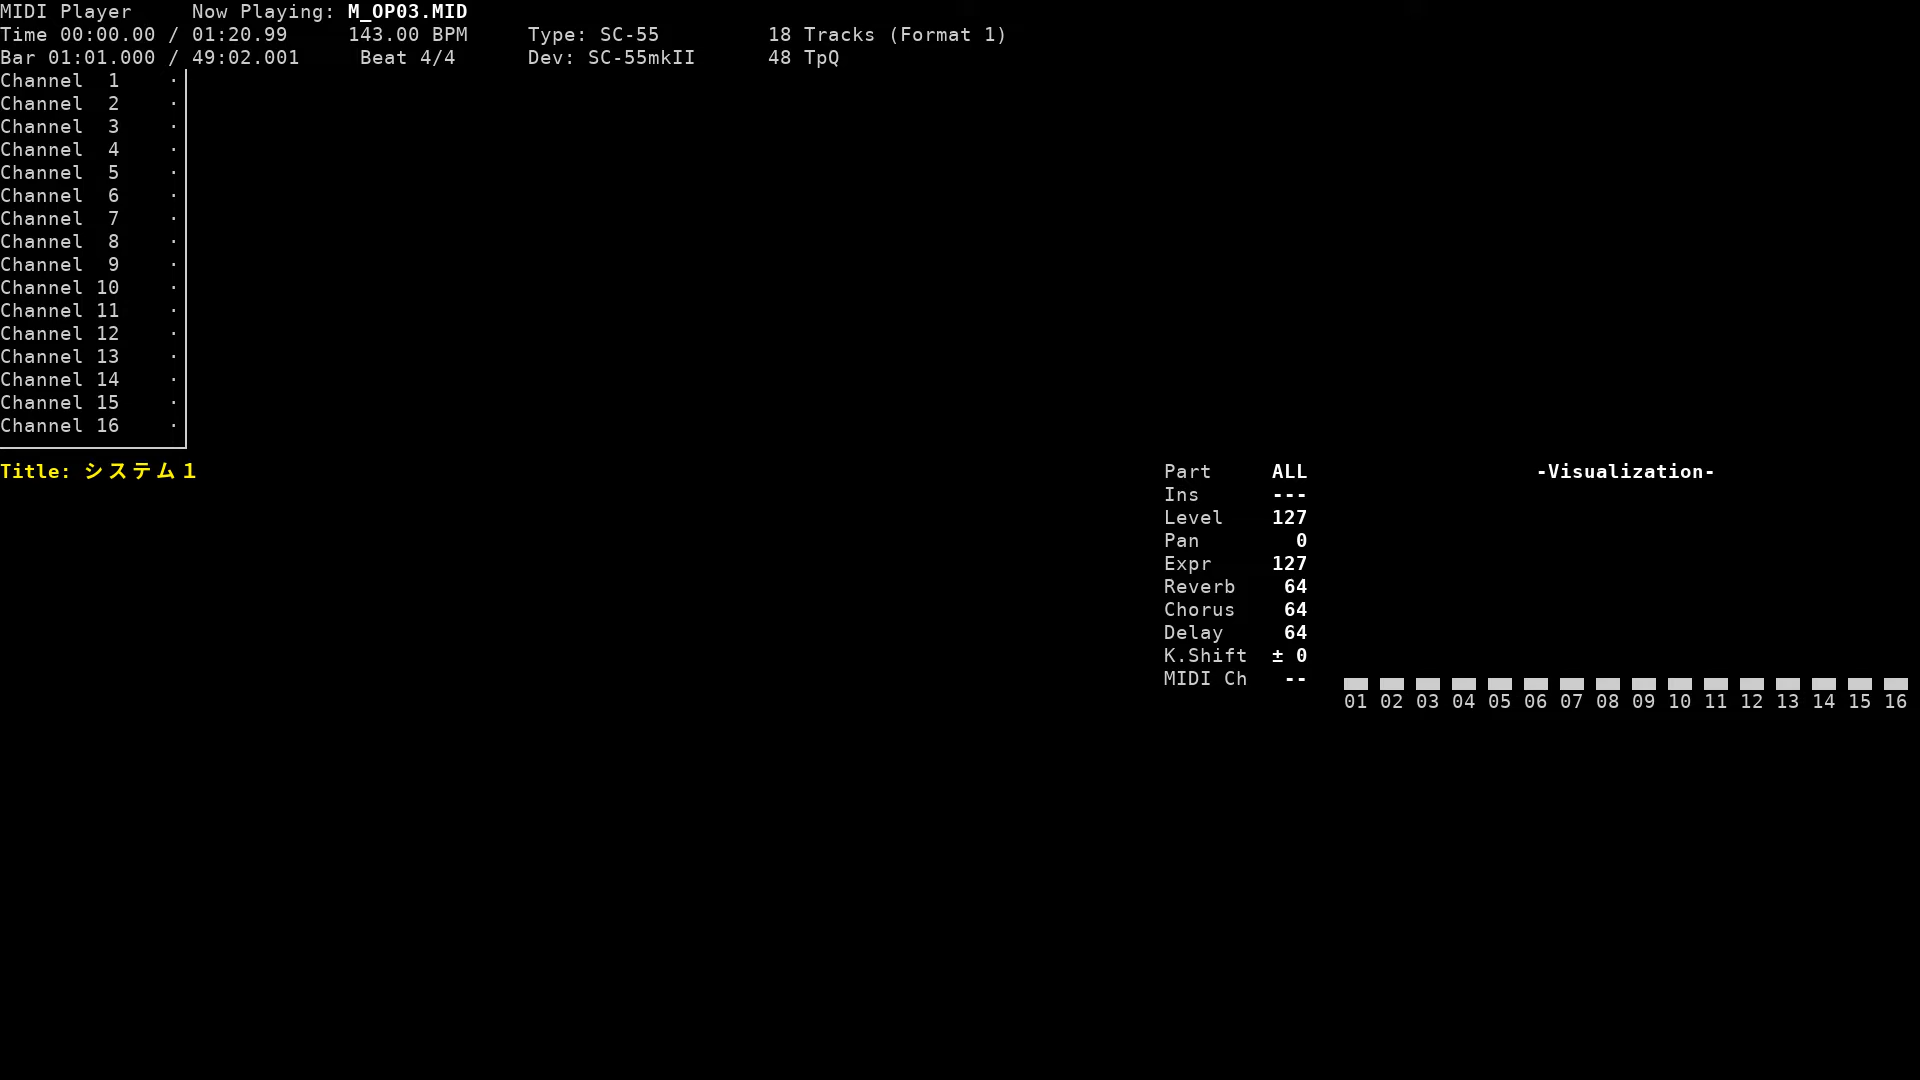 MIDI Player     Now Playing: M_OP03.MID
Time 00:00.00 / 01:20.99     143.00 BPM     Type: SC-55     18 Tracks (Format 1)
Bar 01:01.000 / 49:02.001     Beat 4/4     Dev: SC-55mkII     48 TpQ
Channel  1    ·
Channel  2    ·
Channel  3    ·
Channel  4    ·
Channel  5    ·
Channel  6    ·
Channel  7    ·
Channel  8    ·
Channel  9    ·
Channel 10    ·
Channel 11    ·
Channel 12    ·
Channel 13    ·
Channel 14    ·
Channel 15    ·
Channel 16    ·
Title: システム１
Part     ALL
Ins     ---
Level    127
Pan      0
Expr    127
Reverb    64
Chorus    64
Delay     64
K.Shift  ± 0
MIDI Ch   --
-Visualization-
01 02 03 04 05 06 07 08 09 10 11 12 13 14 15 16